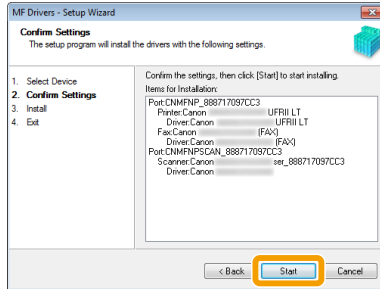 MF Drivers - Setup Wizard
Confirm Settings
The setup program will install the drivers with the following settings.
1. Select Device
2. Confirm Settings
3. Install
4. Exit
Confirm the settings, then click [Start] to start installing.
Items for Installation:
Port:CNMFNP_888717097CC3
Printer:Canon UFRII LT
Driver:Canon UFRII LT
Fax:Canon (FAX)
Driver:Canon (FAX)
Port:CNMFNPSCAN_888717097CC3
Scanner:Canon ser_888717097CC3
Driver:Canon
< Back
Start
Cancel